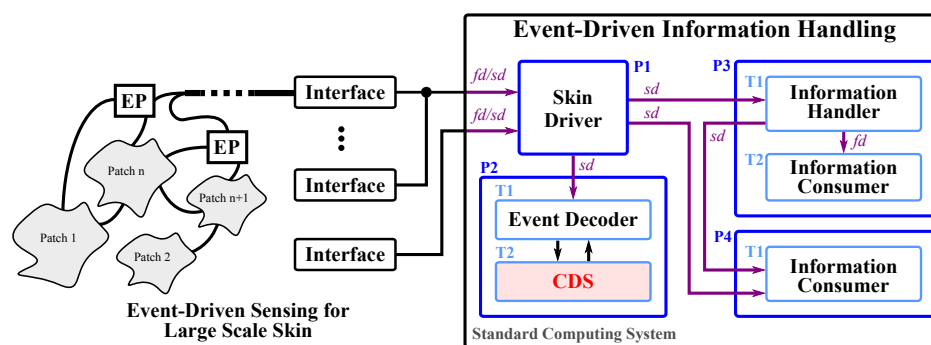 Event-Driven Information Handling
EP
Interface
fd/sd
Skin
Driver
P1
sd
sd
P3
T1
Information
Handler
fd/sd
EP
Patch n
Interface
sd
fd
T2
Information
Consumer
Patch n+1
Patch 1
Patch 2
Interface
P2
sd
T1
Event Decoder
T2
CDS
P4
T1
Information
Consumer
Event-Driven Sensing for
Large Scale Skin
Standard Computing System